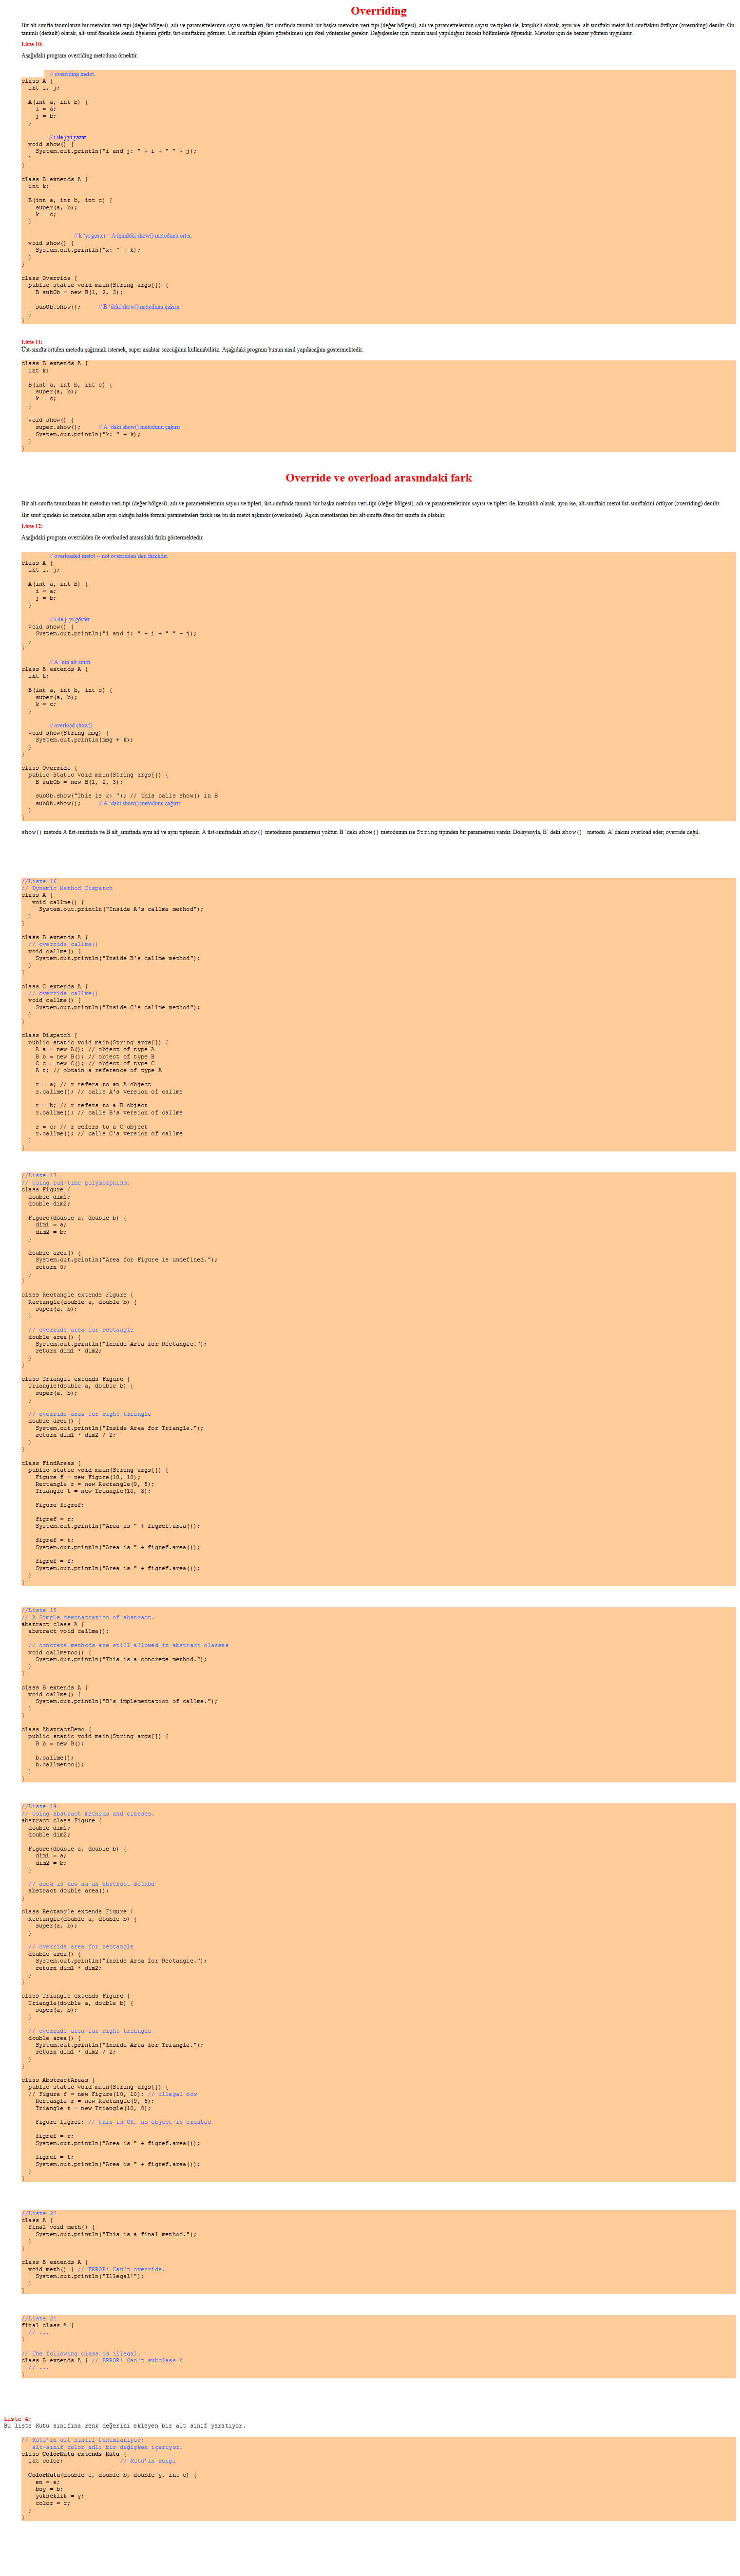 Overriding
Bir alt-sınıfta tanımlanan bir metodun veri-tipi (değer bölgesi), adı ve parametrelerinin sayısı ve tipleri, üst-sınıfında tanımlı bir başka metodun veri-tipi (değer bölgesi), adı ve parametrelerinin sayısı ve tipleri ile, karşılıklı olarak, aynı ise, alt-sınıftaki metot üst-sınıftakini örtüyor (overriding) denilir. Ön-
tanımlı (default) olarak, alt-sınıf öncelikle kendi öğelerini görür, üst-sınıftakini görmez. Üst sınıftaki öğeleri görebilmesi için özel yöntemler gerekir. Değişkenler için bunun nasıl yapıldığını önceki bölümlerde öğrendik. Metotlar için de benzer yöntem uygulanır.
Liste 10:
Aşağıdaki program overriding metoduna örnektir.
// overriding metot.
class A {
int i, j;
A(int a, int b) {
i = a;
j = b;
}
// i ile j yi yazar
void show() {
System.out.println("i and j: " + i + " " + j);
}
}
class B extends A {
int k;
B(int a, int b, int c) {
super(a, b);
k = c;
}
// k 'yı göster – A içindeki show() metodunu örter.
void show() {
System.out.println("k: " + k);
}
}
class Override {
public static void main(String args[]) {
B subOb = new B(1, 2, 3);
subOb.show(); // B 'deki show() metodunu çağırır
}
}
Liste 11:
Üst-sınıfta örtülen metodu çağırmak istersek, super anahtar sözcüğünü kullanabiliriz. Aşağıdaki program bunun nasıl yapılacağını göstermektedir.
class B extends A {
int k;
B(int a, int b, int c) {
super(a, b);
k = c;
}
void show() {
super.show(); // A 'daki show() metodunu çağırır
System.out.println("k: " + k);
}
}
Override ve overload arasındaki fark
Bir alt-sınıfta tanımlanan bir metodun veri-tipi (değer bölgesi), adı ve parametrelerinin sayısı ve tipleri, üst-sınıfında tanımlı bir başka metodun veri-tipi (değer bölgesi), adı ve parametrelerinin sayısı ve tipleri ile, karşılıklı olarak, aynı ise, alt-sınıftaki metot üst-sınıftakini örtüyor (overriding) denilir.
Bir sınıf içindeki iki metodun adları aynı olduğu halde formal parametreleri farklı ise bu iki metot aşkındır (overloaded). Aşkın metotlardan biri alt-sınıfta öteki üst sınıfta da olabilir.
Liste 12:
Aşağıdaki program overridden ile overloaded arasındaki farkı göstermektedir.
// overloaded metot -- not overridden'den farklıdır.
class A {
int i, j;
A(int a, int b) {
i = a;
j = b;
}
// i ile j yi göster
void show() {
System.out.println("i and j: " + i + " " + j);
}
}
// A 'nın alt-sınıfı
class B extends A {
int k;
B(int a, int b, int c) {
super(a, b);
k = c;
}
// overload show()
void show(String msg) {
System.out.println(msg + k);
}
}
class Override {
public static void main(String args[]) {
B subOb = new B(1, 2, 3);
subOb.show("This is k: "); // this calls show() in B
subOb.show(); // A 'daki show() metodunu çağırır
}
}
show() metodu A üst-sınıfında ve B alt_sınıfında aynı ad ve aynı tiptendir. A üst-sınıfındaki show() metodunun parametresi yoktur. B 'deki show() metodunun ise String tipinden bir parametresi vardır. Dolayısıyla, B' deki show() metodu A' dakini overload eder; override değil.
//Liste 16
// Dynamic Method Dispatch
class A {
void callme() {
System.out.println("Inside A's callme method");
}
}
class B extends A {
// override callme()
void callme() {
System.out.println("Inside B's callme method");
}
}
class C extends A {
// override callme()
void callme() {
System.out.println("Inside C's callme method");
}
}
class Dispatch {
public static void main(String args[]) {
A a = new A(); // object of type A
B b = new B(); // object of type B
C c = new C(); // object of type C
A r; // obtain a reference of type A
r = a; // r refers to an A object
r.callme(); // calls A's version of callme
r = b; // r refers to a B object
r.callme(); // calls B's version of callme
r = c; // r refers to a C object
r.callme(); // calls C's version of callme
}
}
//Liste 17
// Using run-time polymorphism.
class Figure {
double dim1;
double dim2;
Figure(double a, double b) {
dim1 = a;
dim2 = b;
}
double area() {
System.out.println("Area for Figure is undefined.");
return 0;
}
}
class Rectangle extends Figure {
Rectangle(double a, double b) {
super(a, b);
}
// override area for rectangle
double area() {
System.out.println("Inside Area for Rectangle.");
return dim1 * dim2;
}
}
class Triangle extends Figure {
Triangle(double a, double b) {
super(a, b);
}
// override area for right triangle
double area() {
System.out.println("Inside Area for Triangle.");
return dim1 * dim2 / 2;
}
}
class FindAreas {
public static void main(String args[]) {
Figure f = new Figure(10, 10);
Rectangle r = new Rectangle(9, 5);
Triangle t = new Triangle(10, 8);
Figure figref;
figref = r;
System.out.println("Area is " + figref.area());
figref = t;
System.out.println("Area is " + figref.area());
figref = f;
System.out.println("Area is " + figref.area());
}
}
//Liste 18
// A Simple demonstration of abstract.
abstract class A {
abstract void callme();
// concrete methods are still allowed in abstract classes
void callmetoo() {
System.out.println("This is a concrete method.");
}
}
class B extends A {
void callme() {
System.out.println("B's implementation of callme.");
}
}
class AbstractDemo {
public static void main(String args[]) {
B b = new B();
b.callme();
b.callmetoo();
}
}
//Liste 19
// Using abstract methods and classes.
abstract class Figure {
double dim1;
double dim2;
Figure(double a, double b) {
dim1 = a;
dim2 = b;
}
// area is now an an abstract method
abstract double area();
}
class Rectangle extends Figure {
Rectangle(double a, double b) {
super(a, b);
}
// override area for rectangle
double area() {
System.out.println("Inside Area for Rectangle.");
return dim1 * dim2;
}
}
class Triangle extends Figure {
Triangle(double a, double b) {
super(a, b);
}
// override area for right triangle
double area() {
System.out.println("Inside Area for Triangle.");
return dim1 * dim2 / 2;
}
}
class AbstractAreas {
public static void main(String args[]) {
// Figure f = new Figure(10, 10); // illegal now
Rectangle r = new Rectangle(9, 5);
Triangle t = new Triangle(10, 8);
Figure figref; // this is OK, no object is created
figref = r;
System.out.println("Area is " + figref.area());
figref = t;
System.out.println("Area is " + figref.area());
}
}
//Liste 20
class A {
final void meth() {
System.out.println("This is a final method.");
}
}
class B extends A {
void meth() { // ERROR! Can't override.
System.out.println("Illegal!");
}
}
//Liste 21
final class A {
// ...
}
// The following class is illegal.
class B extends A { // ERROR! Can't subclass A
// ...
}
Liste 4:
Bu liste Kutu sınıfına renk değerini ekleyen bir alt sınıf yaratıyor.
// Kutu'in alt-sınıfı tanımlanıyor:
alt-sınıf color adlı bir değişken içeriyor.
class ColorKutu extends Kutu {
int color; // Kutu'ın rengi
ColorKutu(double e, double b, double y, int c) {
en = e;
boy = b;
yukseklik = y;
color = c;
}
}